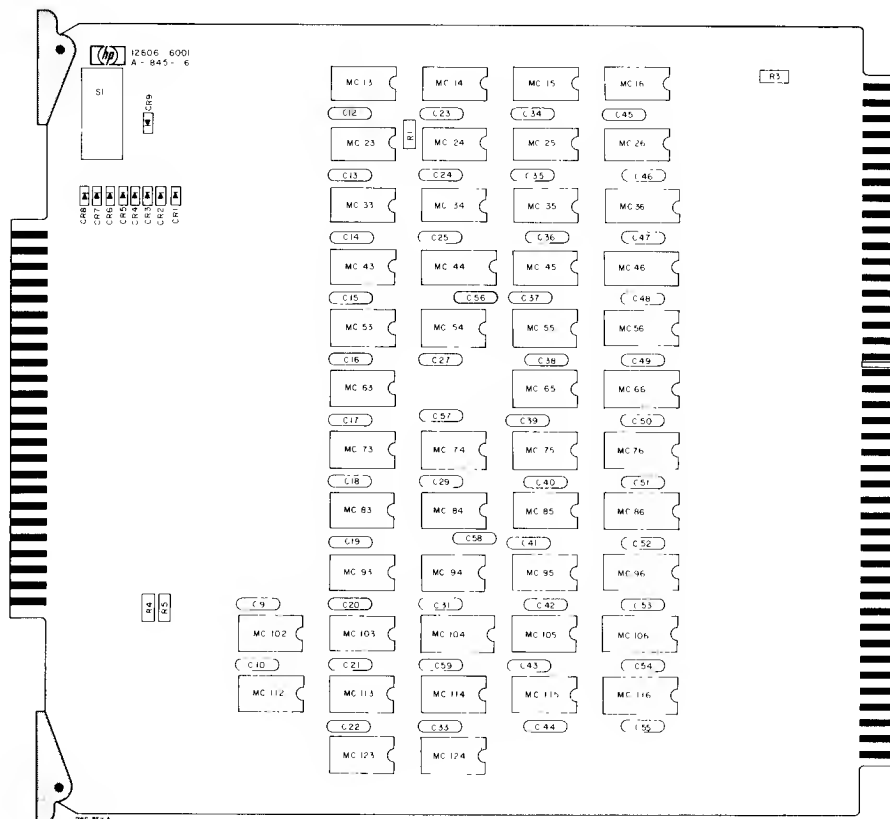 hp
12606 6001
A-845-6
S1
CR9
CR8 CR7 CR6 CR5 CR4 CR3 CR2 CR1
R3
MC 13 MC 14 MC 15 MC 16
C12 C23 C34 C45
R1
MC 23 MC 24 MC 25 MC 26
C13 C24 C35 C46
MC 33 MC 34 MC 35 MC 36
C14 C25 C36 C47
MC 43 MC 44 MC 45 MC 46
C15 C56 C37 C48
MC 53 MC 54 MC 55 MC 56
C16 C27 C38 C49
MC 63 MC 65 MC 66
C17 C57 C39 C50
MC 73 MC 74 MC 75 MC 76
C18 C29 C40 C51
MC 83 MC 84 MC 85 MC 86
C19 C58 C41 C52
MC 93 MC 94 MC 95 MC 96
R4 R5
C9 C20 C31 C42 C53
MC 102 MC 103 MC 104 MC 105 MC 106
C10 C21 C59 C43 C54
MC 112 MC 113 MC 114 MC 115 MC 116
C22 C33 C44 C55
MC 123 MC 124